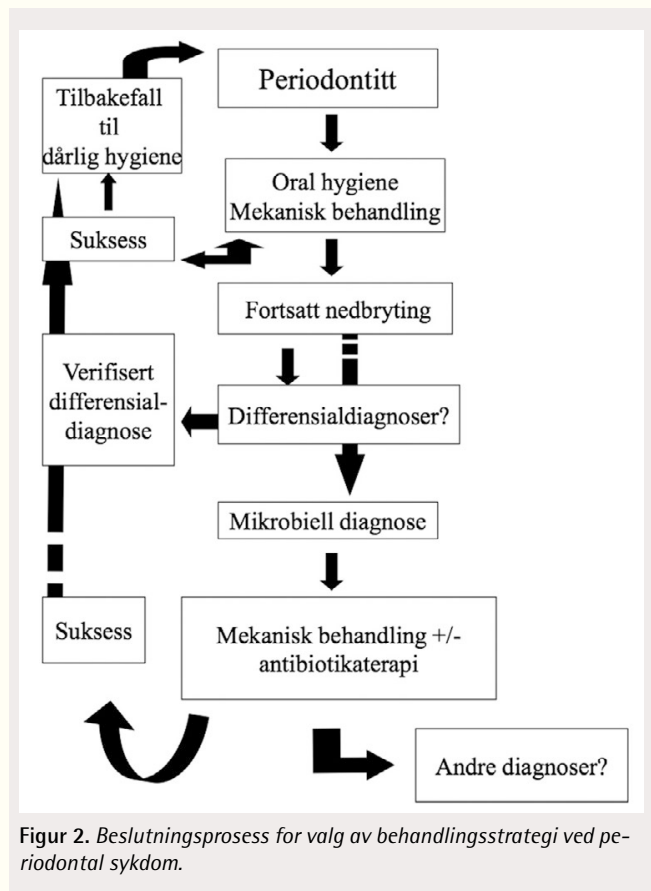 Periodontitt
Tilbakefall
til
dårlig hygiene
Oral hygiene
Mekanisk behandling
Suksess
Fortsatt nedbryting
Verifisert
differensial-
diagnose
Differensialdiagnoser?
Mikrobiell diagnose
Suksess
Mekanisk behandling +/-
antibiotikaterapi
Andre diagnoser?
Figur 2. Beslutningsprosess for valg av behandlingsstrategi ved pe-
riodontal sykdom.